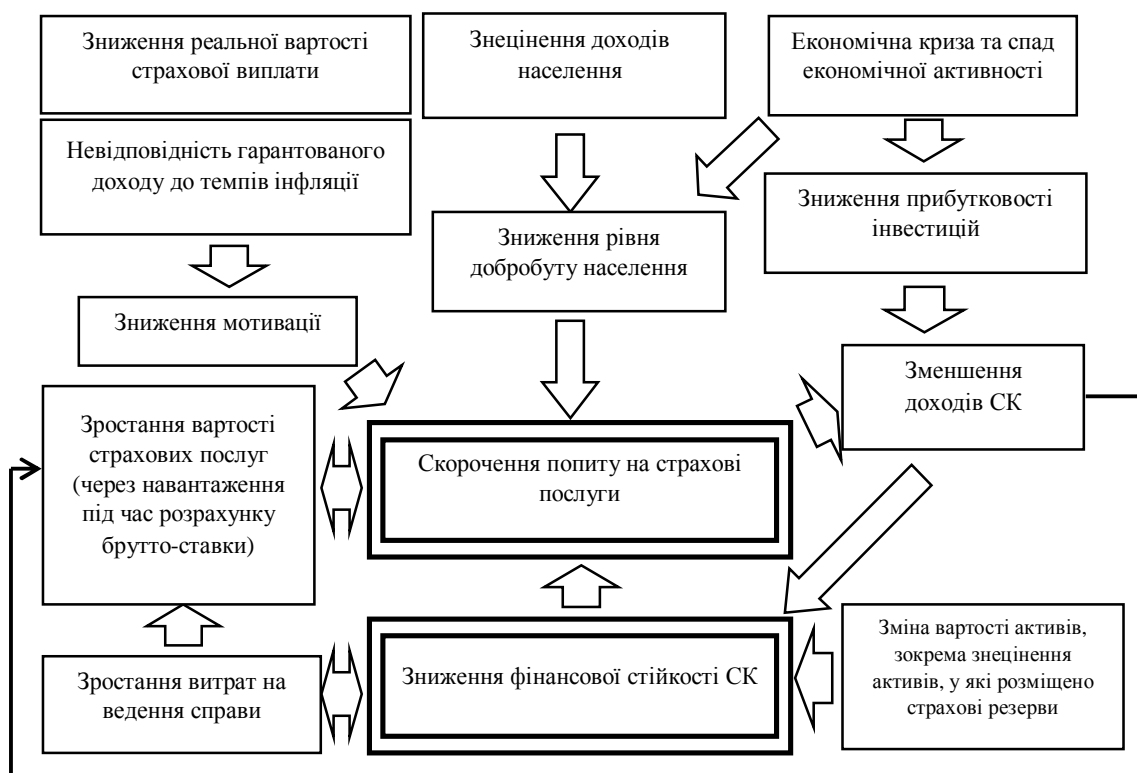 Зниження реальної вартості
страхової виплати
Знецінення доходів
населення
Економічна криза та спад
економічної активності
Невідповідність гарантованого
доходу до темпів інфляції
Зниження рівня
добробуту населення
Зниження прибутковості
інвестицій
Зниження мотивації
Зменшення
доходів СК
Зростання вартості
страхових послуг
(через навантаження
під час розрахунку
брутто-ставки)
Скорочення попиту на страхові
послуги
Зростання витрат на
ведення справи
Зниження фінансової стійкості СК
Зміна вартості активів,
зокрема знецінення
активів, у які розміщено
страхові резерви